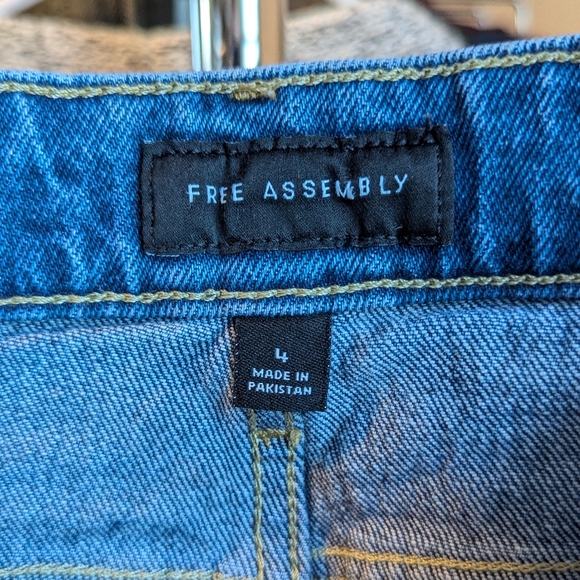 FREE ASSEMBLY
4
MADE IN
PAKISTAN